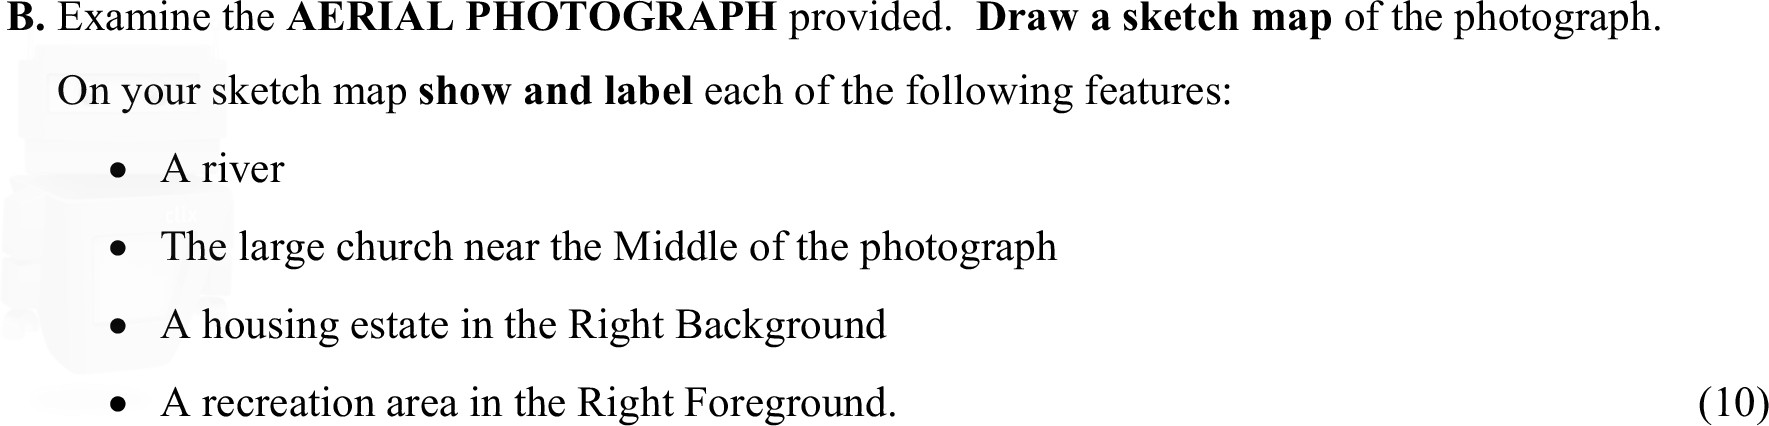 B. Examine the AERIAL PHOTOGRAPH provided. Draw a sketch map of the photograph.
On your sketch map show and label each of the following features:
• A river
• The large church near the Middle of the photograph
• A housing estate in the Right Background
• A recreation area in the Right Foreground. (10)